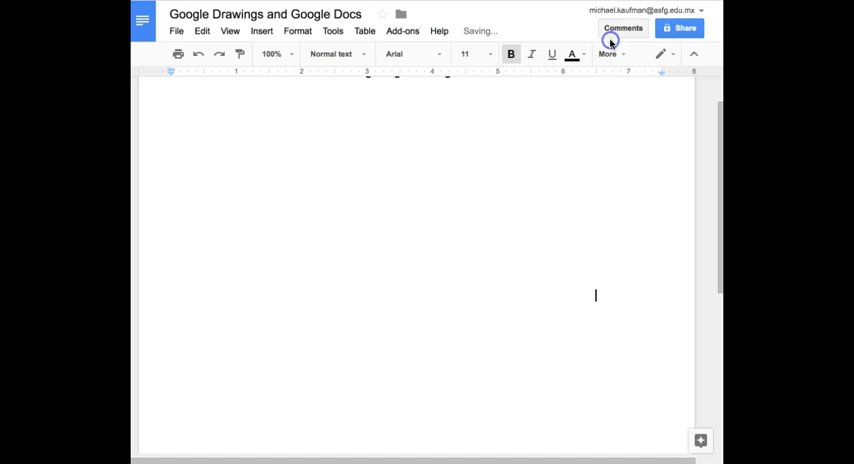 Google Drawings and Google Docs
michael.kaufman@asfg.edu.mx
File Edit View Insert Format Tools Table Add-ons Help Saving...
Comments Share
100% Normal text Arial 11 B I U A More
1 2 3 4 5 6 7 8